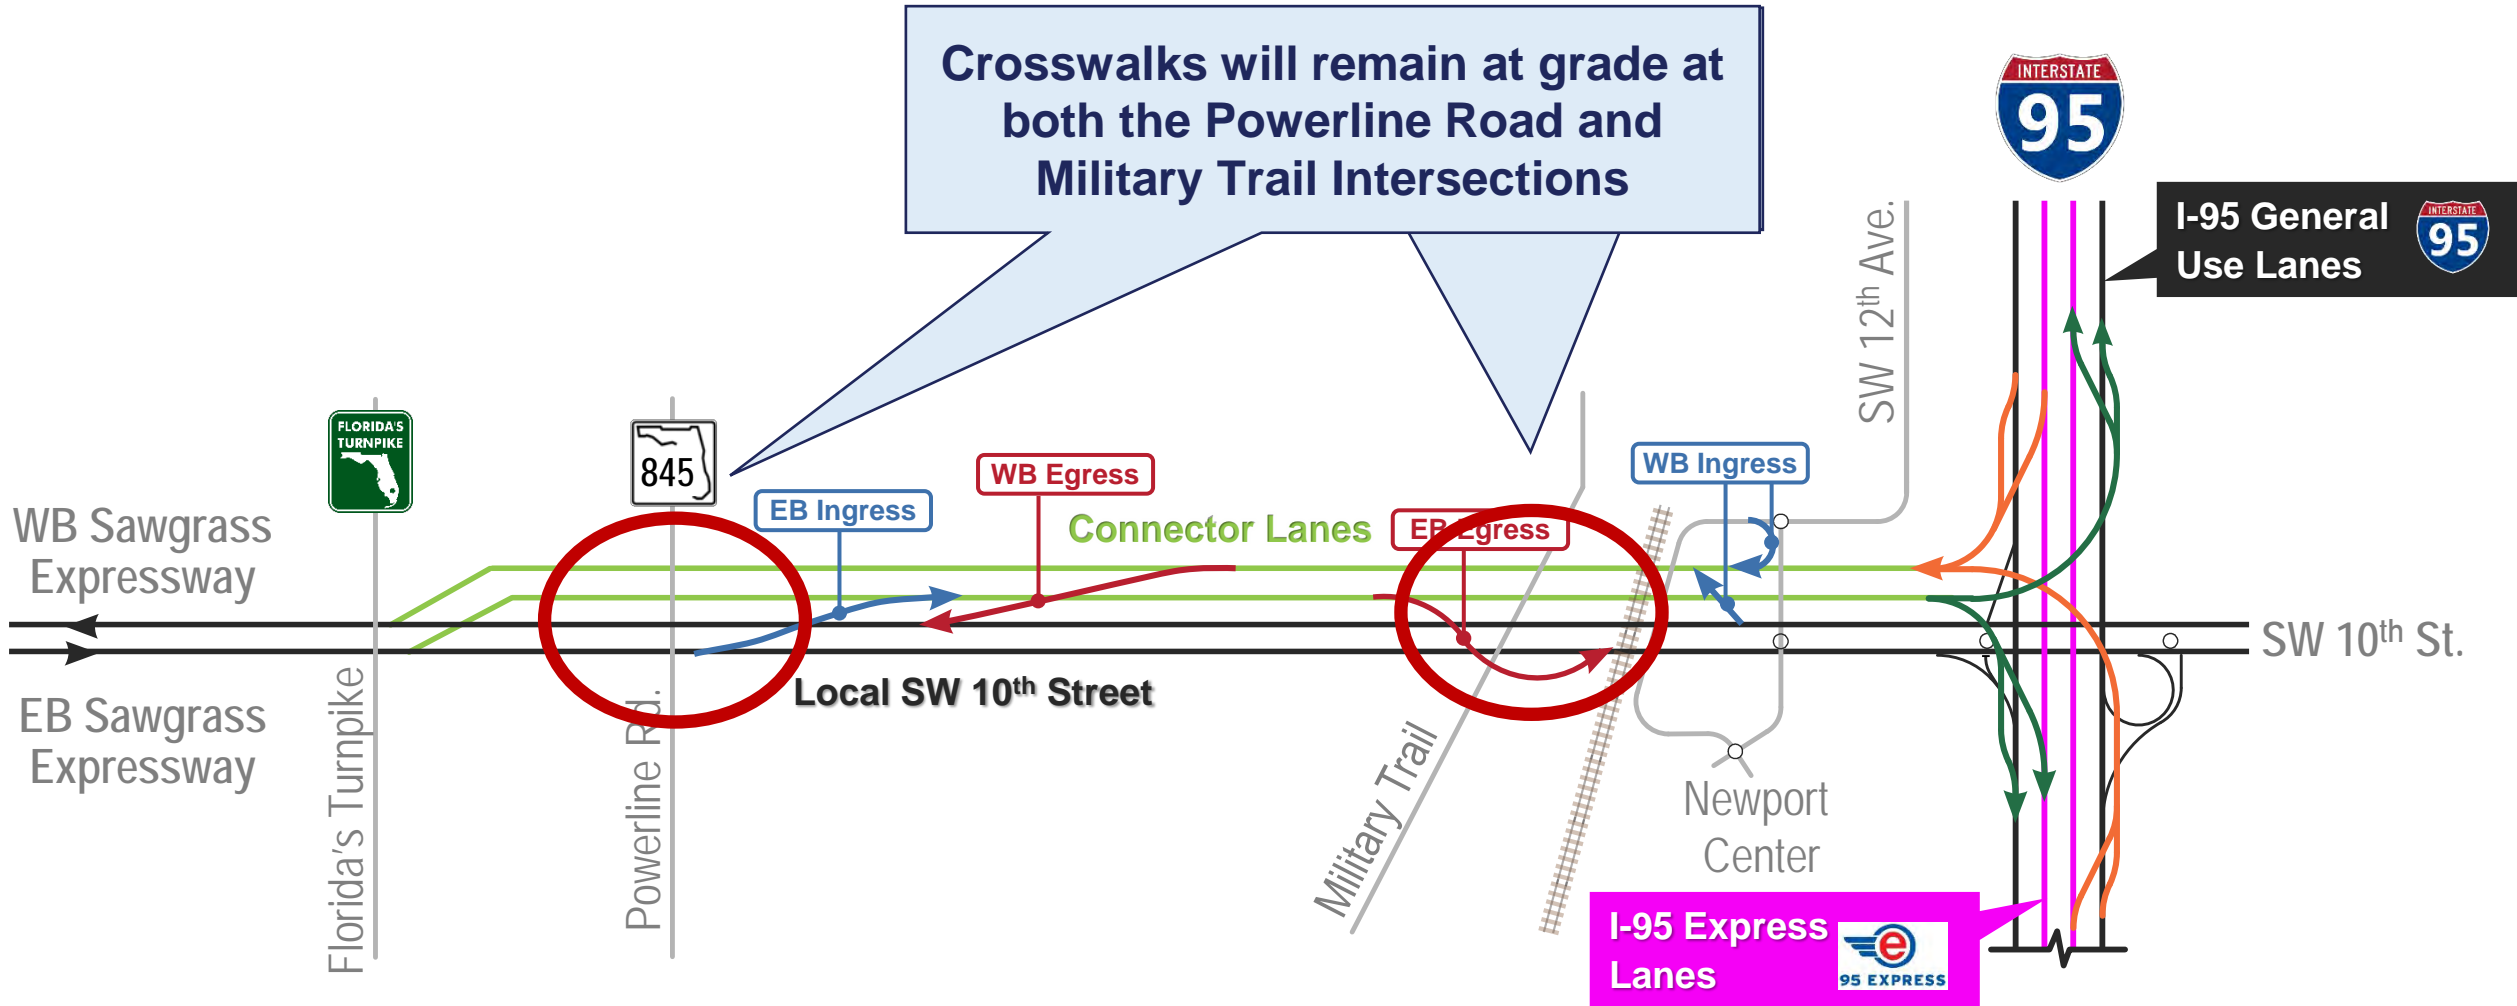 Crosswalks will remain at grade at
both the Powerline Road and
Military Trail Intersections
INTERSTATE
95
I-95 General
Use Lanes
INTERSTATE
95
SW 12th Ave.
FLORIDA'S
TURNPIKE
845
WB Egress
WB Ingress
EB Ingress
Connector Lanes
EB Egress
WB Sawgrass
Expressway
SW 10th St.
Local SW 10th Street
EB Sawgrass
Expressway
Florida's Turnpike
Powerline Rd.
Military Trail
Newport
Center
I-95 Express
Lanes
e
95 EXPRESS